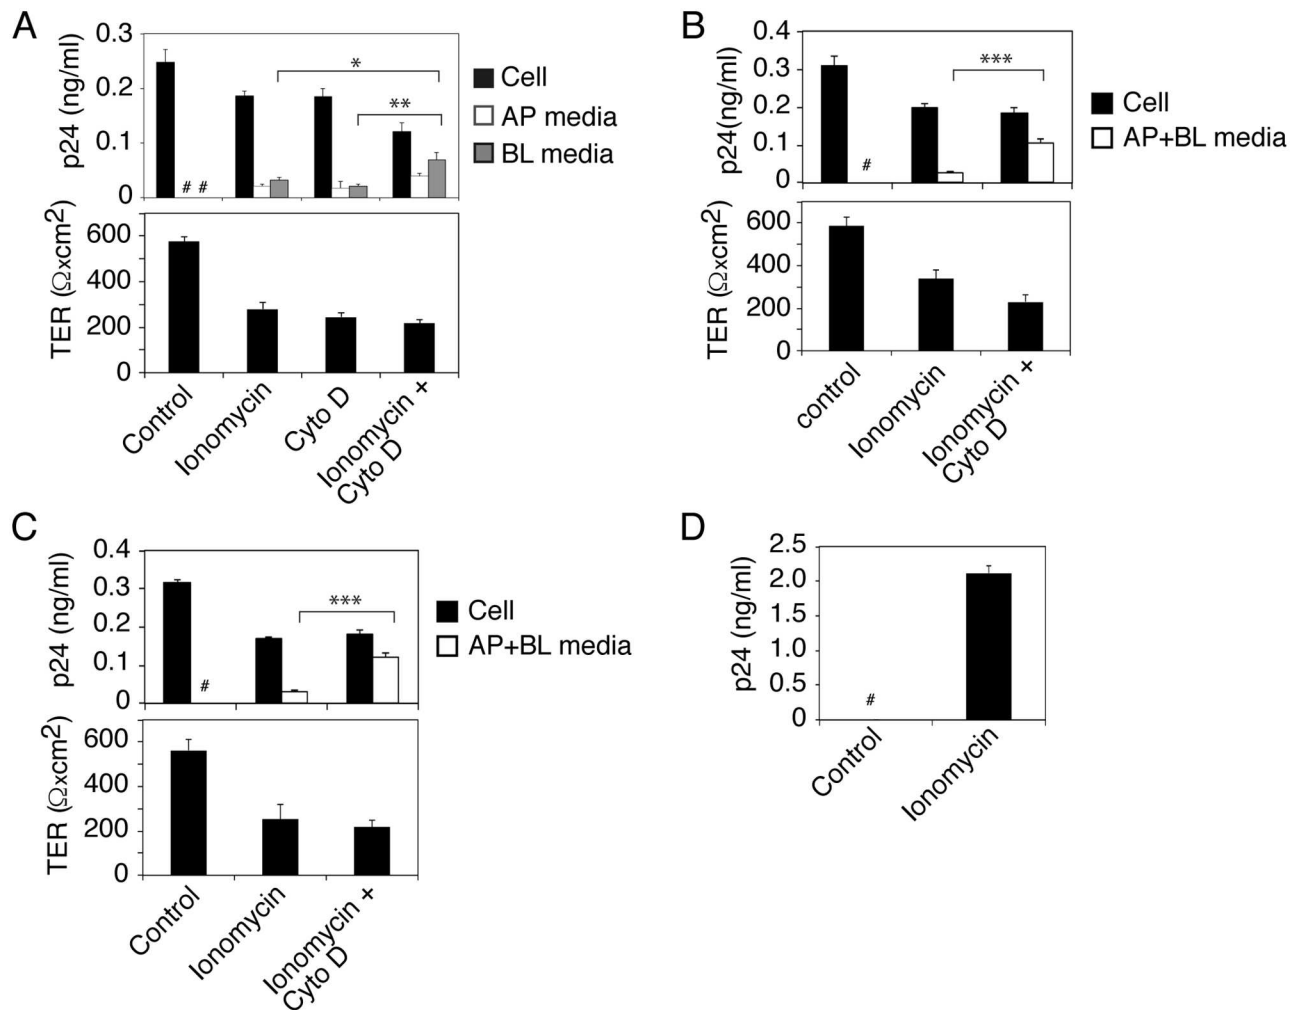 A
p24 (ng/ml)
0.3
0.2
0.1
0
# #
*
**
Cell
AP media
BL media
TER (Ωxcm2)
600
400
200
0
Control
Ionomycin
Cyto D
Ionomycin +
Cyto D
B
p24(ng/ml)
0.4
0.3
0.2
0.1
0
#
***
Cell
AP+BL media
TER (Ωxcm2)
600
400
200
0
control
Ionomycin
Ionomycin +
Cyto D
C
p24 (ng/ml)
0.4
0.3
0.2
0.1
0
#
***
Cell
AP+BL media
TER (Ωxcm2)
600
400
200
0
Control
Ionomycin
Ionomycin +
Cyto D
D
p24 (ng/ml)
2.5
2.0
1.5
1.0
0.5
0
#
Control
Ionomycin